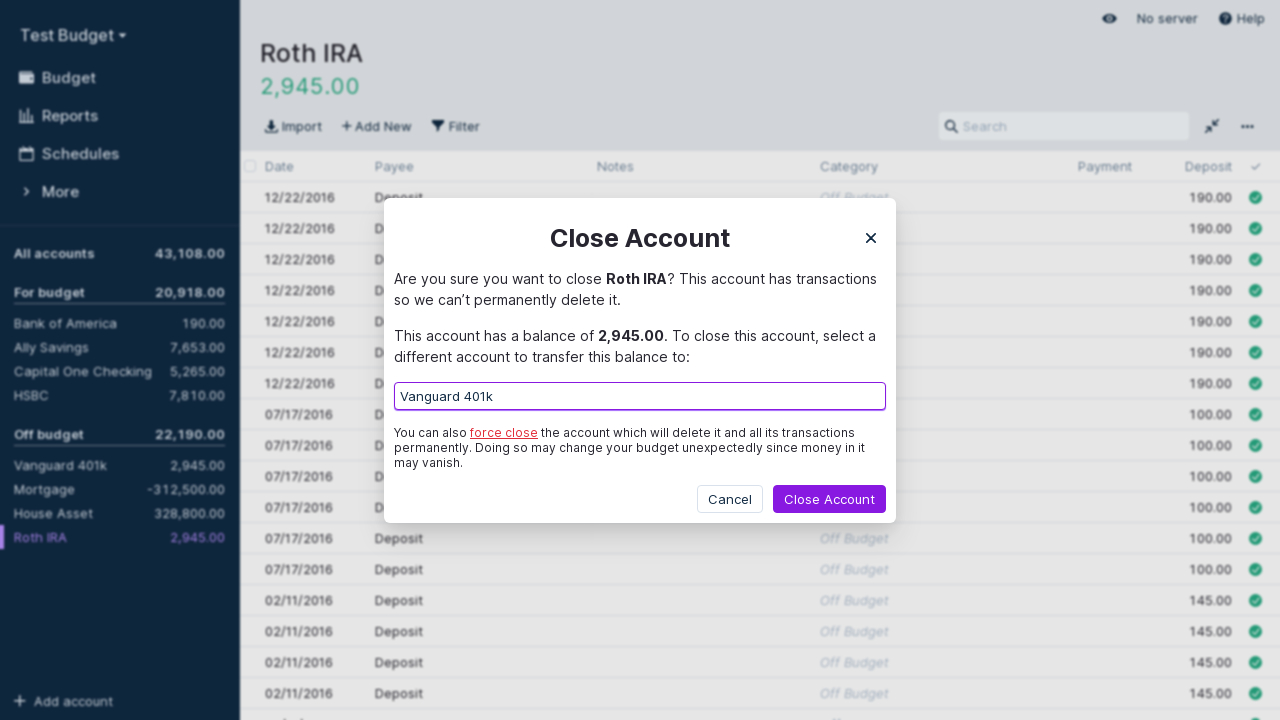 Test Budget
Budget
Reports
Schedules
More
All accounts 43,108.00
For budget 20,918.00
Bank of America 190.00
Ally Savings 7,653.00
Capital One Checking 5,265.00
HSBC 7,810.00
Off budget 22,190.00
Vanguard 401k 2,945.00
Mortgage -312,500.00
House Asset 328,800.00
Roth IRA 2,945.00
Add account
No server Help
Roth IRA
2,945.00
Import Add New Filter Search
Date Payee Notes Category Payment Deposit
12/22/2016 Deposit Off Budget 190.00
12/22/2016 190.00
12/22/2016 190.00
12/22/2016 190.00
12/22/2016 190.00
12/22/2016 190.00
12/22/2016 190.00
07/17/2016 100.00
07/17/2016 100.00
07/17/2016 100.00
07/17/2016 100.00
07/17/2016 Deposit Off Budget 100.00
07/17/2016 Deposit Off Budget 100.00
02/11/2016 Deposit Off Budget 145.00
02/11/2016 Deposit Off Budget 145.00
02/11/2016 Deposit Off Budget 145.00
02/11/2016 Deposit Off Budget 145.00
Close Account
Are you sure you want to close Roth IRA? This account has transactions
so we can’t permanently delete it.
This account has a balance of 2,945.00. To close this account, select a
different account to transfer this balance to:
Vanguard 401k
You can also force close the account which will delete it and all its transactions
permanently. Doing so may change your budget unexpectedly since money in it
may vanish.
Cancel Close Account